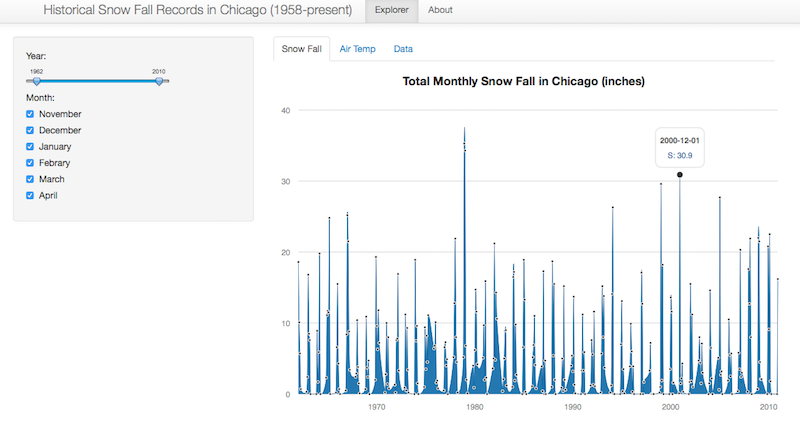 Historical Snow Fall Records in Chicago (1958-present) Explorer About
Year:
1962 2010
Month:
November
December
January
Febrary
March
April
Snow Fall Air Temp Data
Total Monthly Snow Fall in Chicago (inches)
40
2000-12-01
S: 30.9
30
20
10
0
1970 1980 1990 2000 2010